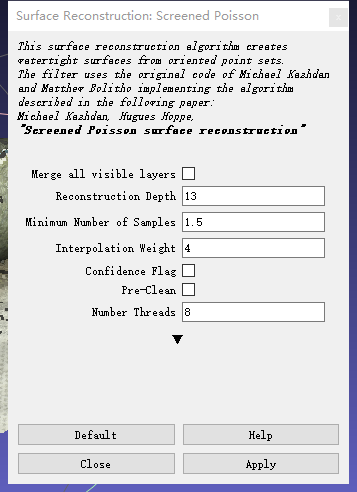 Surface Reconstruction: Screened Poisson
x
This surface reconstruction algorithm creates
watertight surfaces from oriented point sets.
The filter uses the original code of Michael Kazhdan
and Matthew Bolitho implementing the algorithm
described in the following paper:
Michael Kazhdan, Hugues Hoppe,
"Screened Poisson surface reconstruction"
Merge all visible layers
Reconstruction Depth 13
Minimum Number of Samples 1.5
Interpolation Weight 4
Confidence Flag
Pre-Clean
Number Threads 8
Default Help
Close Apply